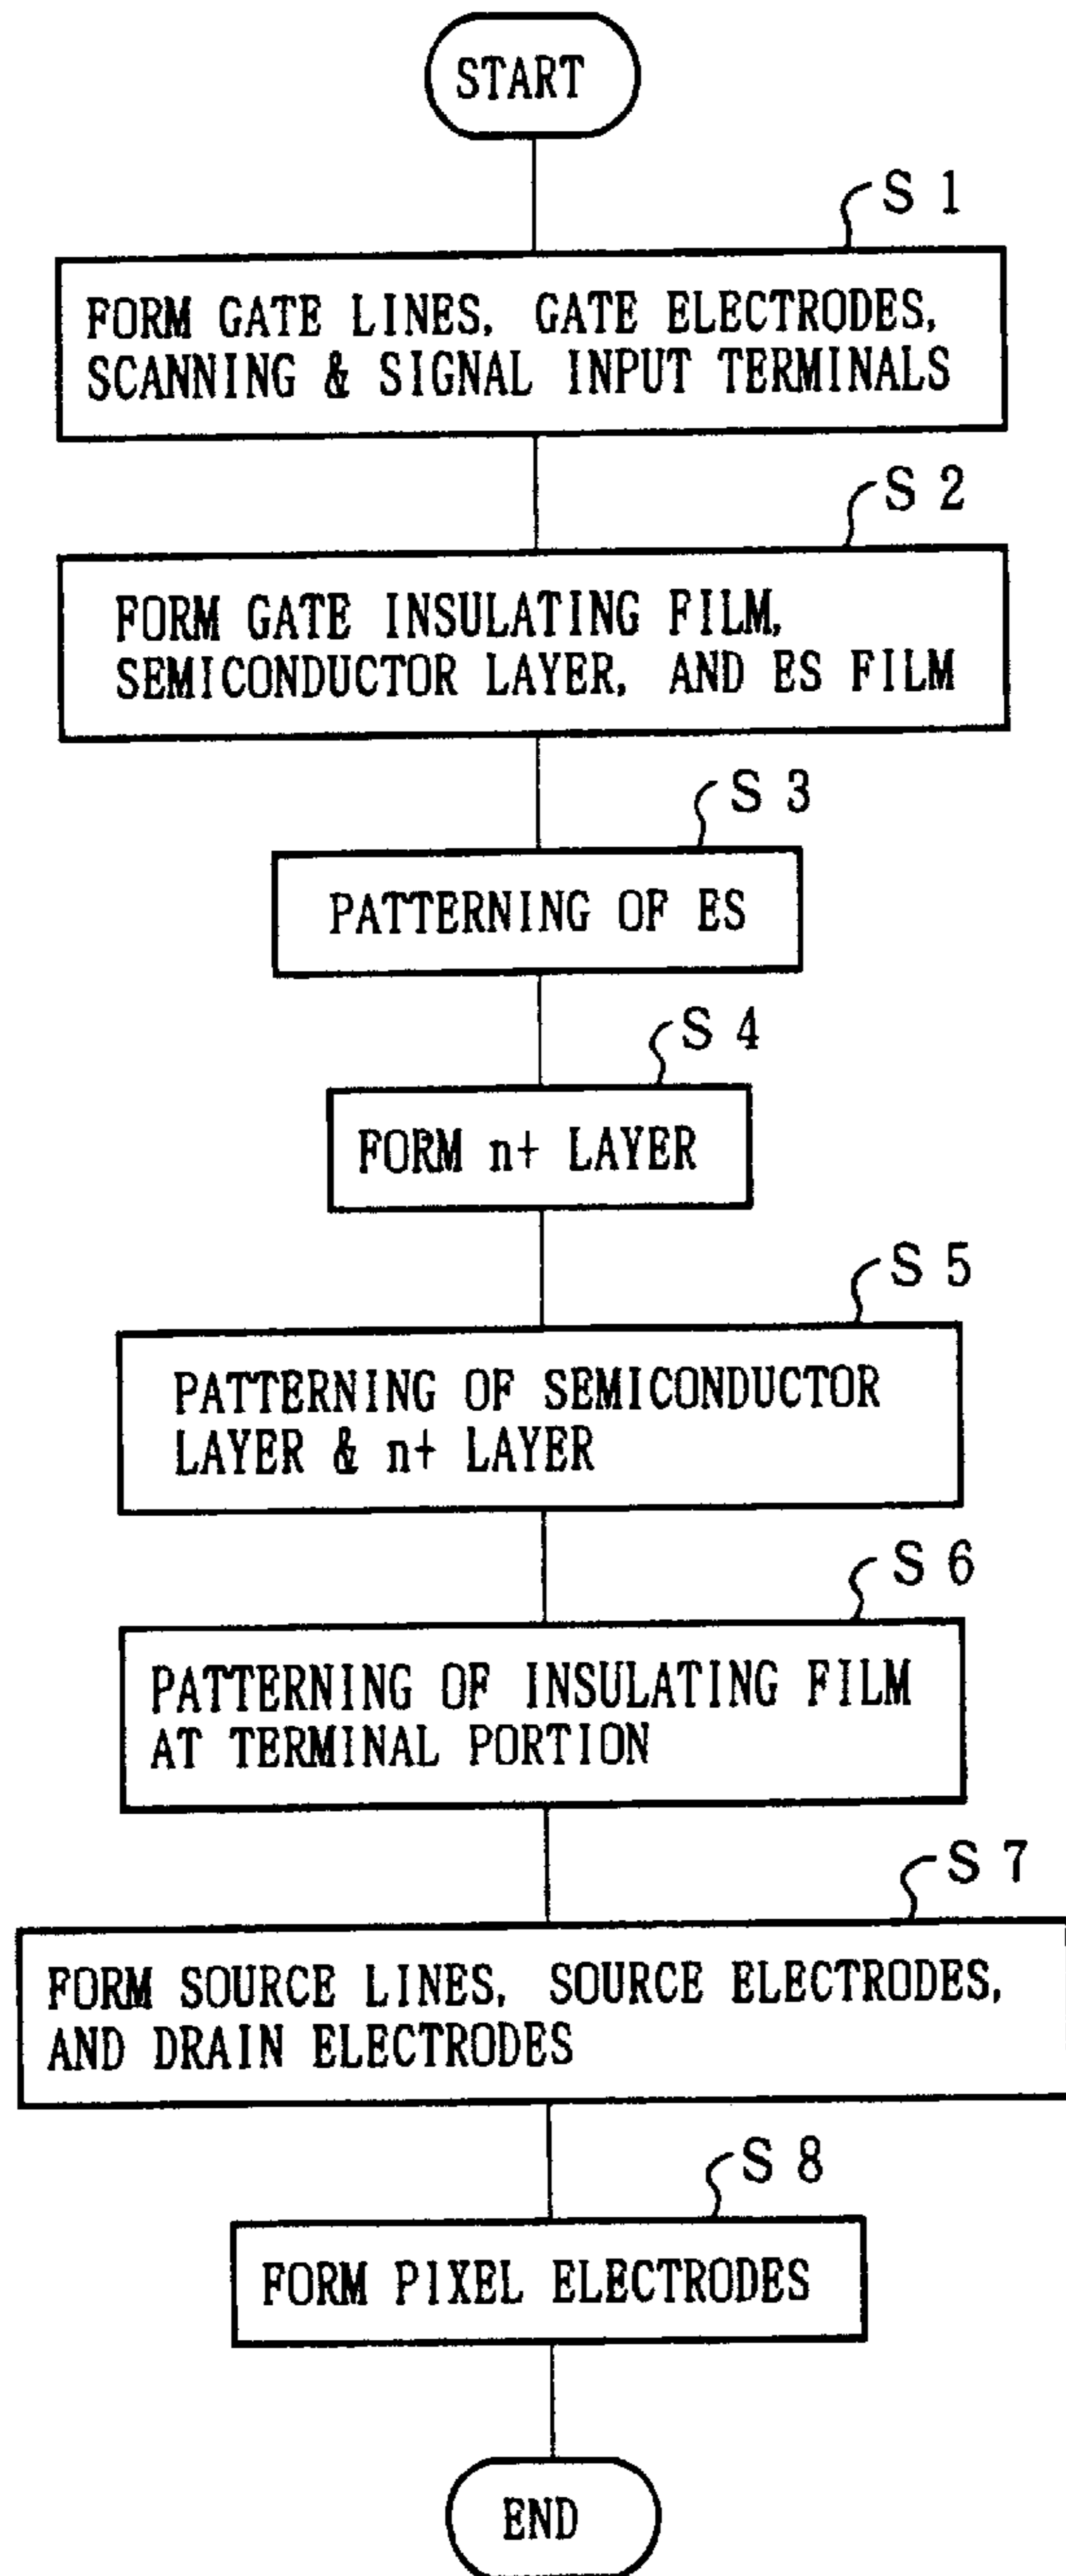 START
S 1
FORM GATE LINES, GATE ELECTRODES,
SCANNING & SIGNAL INPUT TERMINALS
S 2
FORM GATE INSULATING FILM,
SEMICONDUCTOR LAYER, AND ES FILM
S 3
PATTERNING OF ES
S 4
FORM n+ LAYER
S 5
PATTERNING OF SEMICONDUCTOR
LAYER & n+ LAYER
S 6
PATTERNING OF INSULATING FILM
AT TERMINAL PORTION
S 7
FORM SOURCE LINES, SOURCE ELECTRODES,
AND DRAIN ELECTRODES
S 8
FORM PIXEL ELECTRODES
END